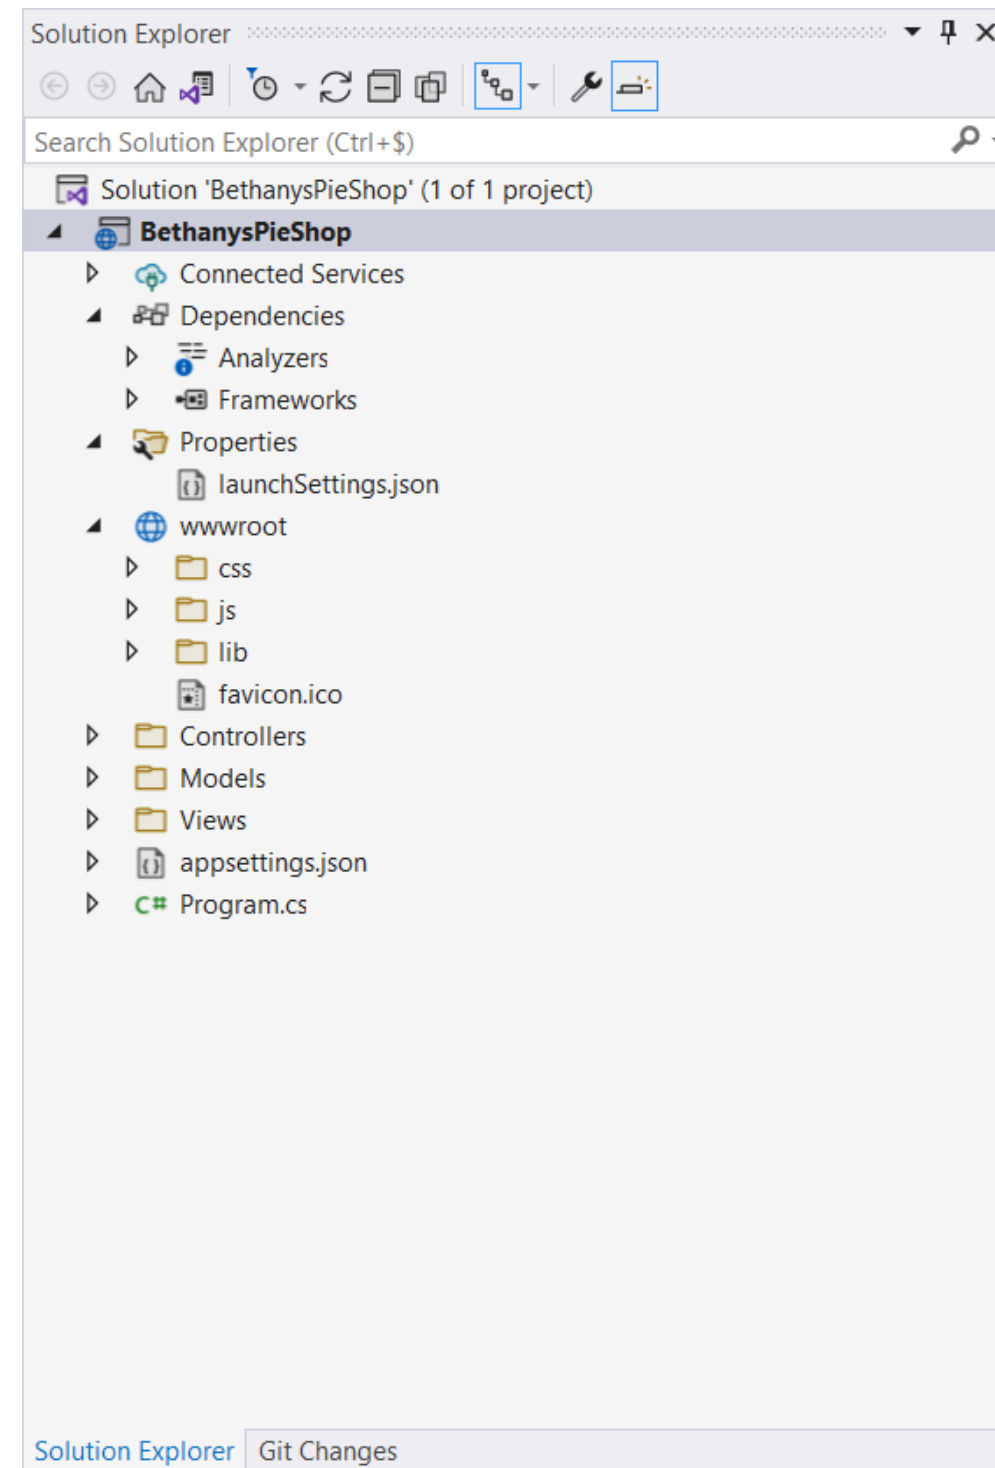 Solution Explorer
Search Solution Explorer (Ctrl+$)
Solution 'BethanysPieShop' (1 of 1 project)
BethanysPieShop
Connected Services
Dependencies
Analyzers
Frameworks
Properties
launchSettings.json
wwwroot
css
js
lib
favicon.ico
Controllers
Models
Views
appsettings.json
C# Program.cs
Solution Explorer Git Changes